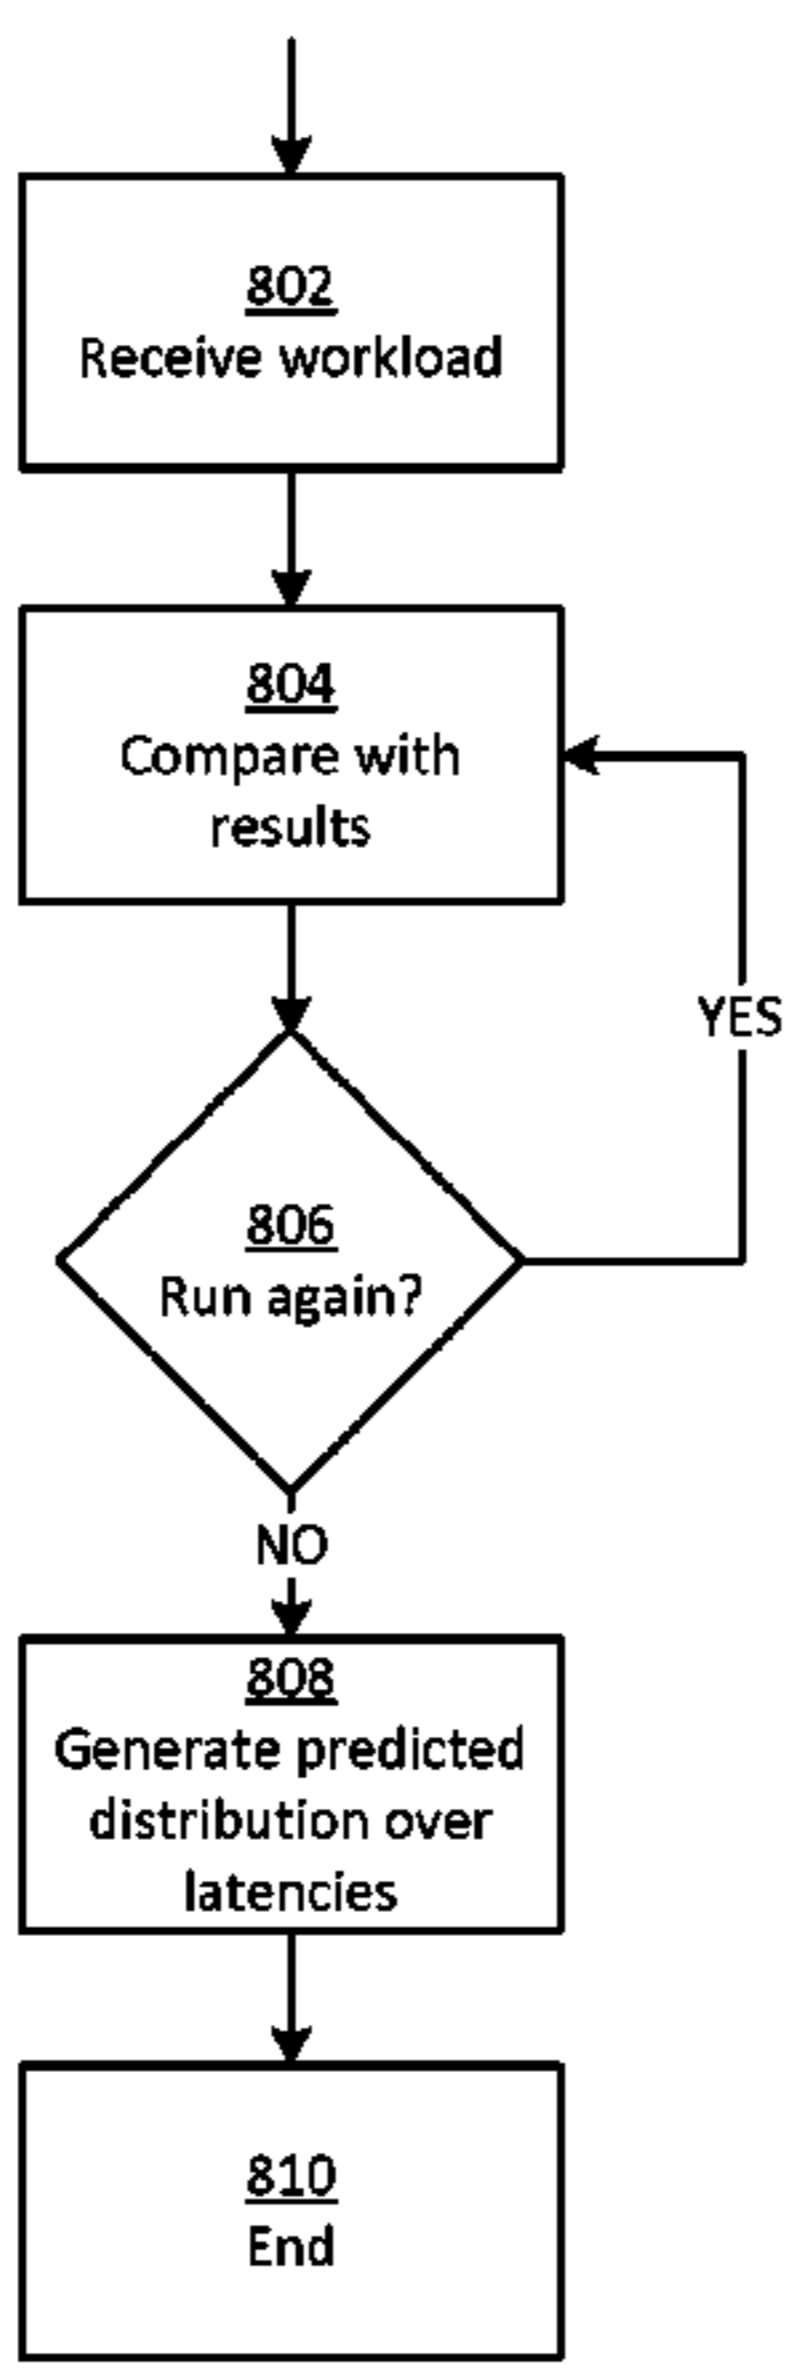 802
Receive workload
804
Compare with
results
YES
806
Run again?
NO
808
Generate predicted
distribution over
latencies
810
End